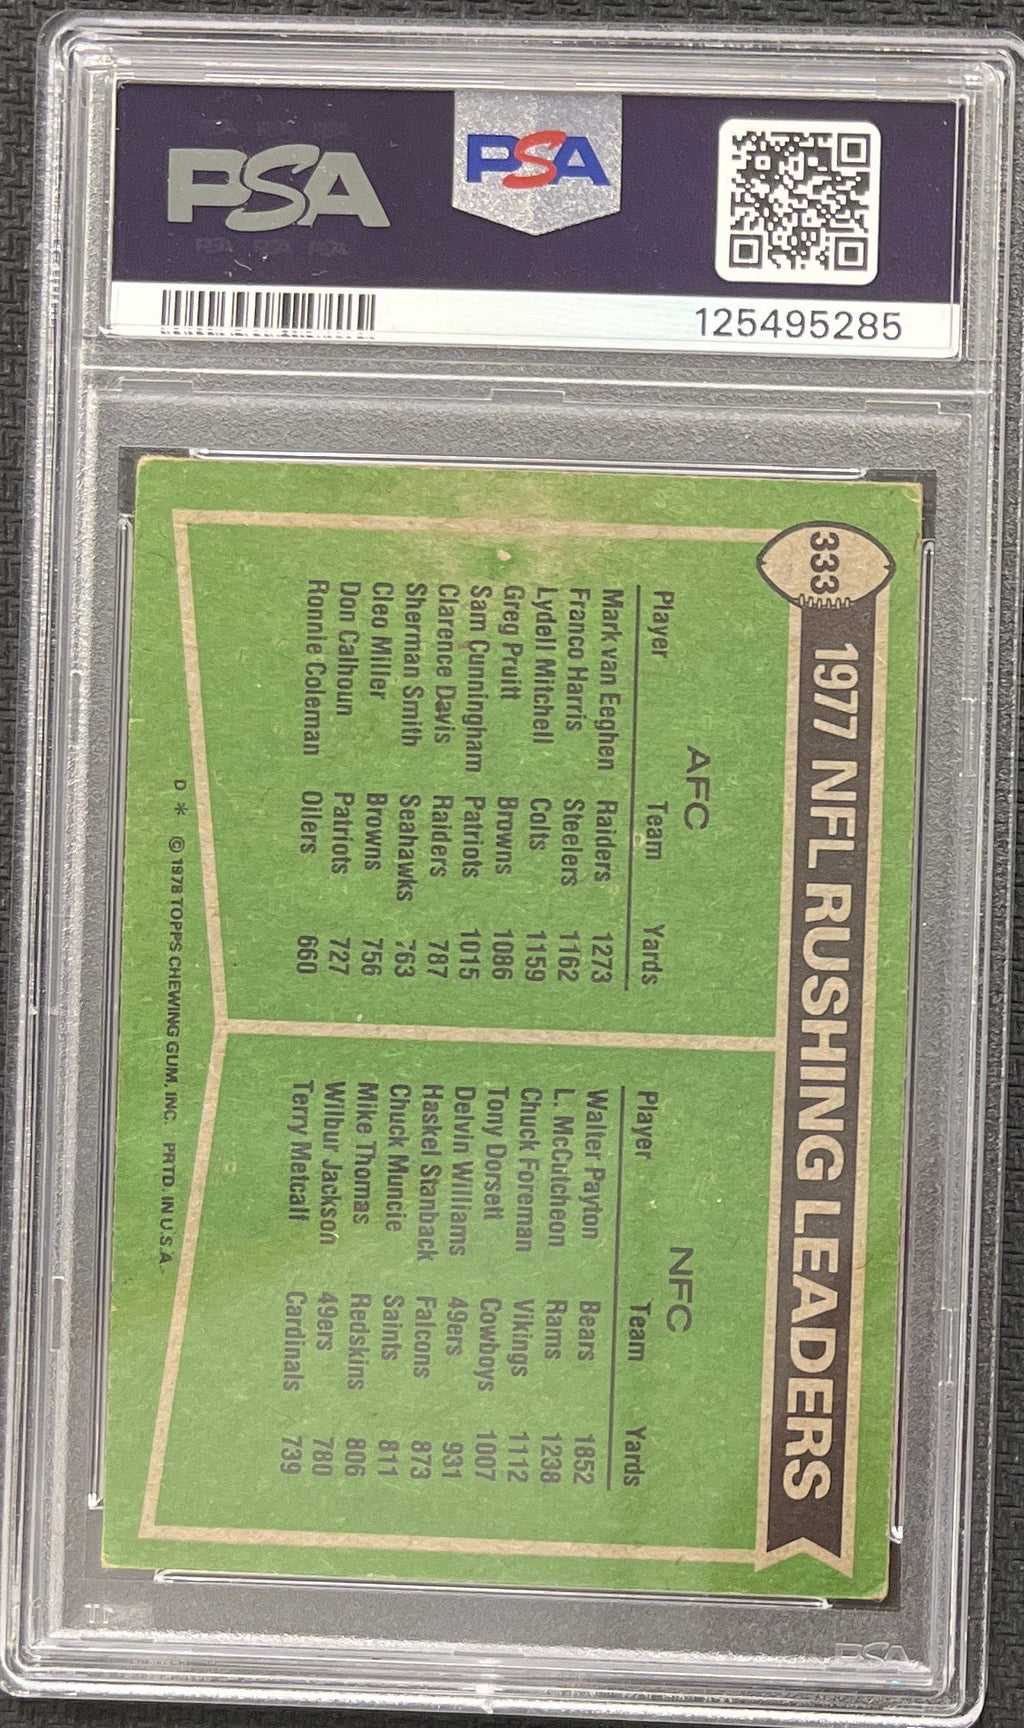 PSA
PSA
125495285
333
1977 NFL RUSHING LEADERS
AFC
Player Team Yards
Mark van Eeghen Raiders 1273
Franco Harris Steelers 1162
Lydell Mitchell Colts 1159
Greg Pruitt Browns 1086
Sam Cunningham Patriots 1015
Clarence Davis Raiders 787
Sherman Smith Seahawks 763
Cleo Miller Browns 756
Don Calhoun Patriots 727
Ronnie Coleman Oilers 660
NFC
Player Team Yards
Walter Payton Bears 1852
L. McCutcheon Rams 1238
Chuck Foreman Vikings 1112
Tony Dorsett Cowboys 1007
Delvin Williams 49ers 931
Haskel Stanback Falcons 873
Chuck Muncie Saints 811
Mike Thomas Redskins 806
Wilbur Jackson 49ers 780
Terry Metcalf Cardinals 739
D * © 1978 TOPPS CHEWING GUM, INC. PRTD. IN U.S.A.
PSA